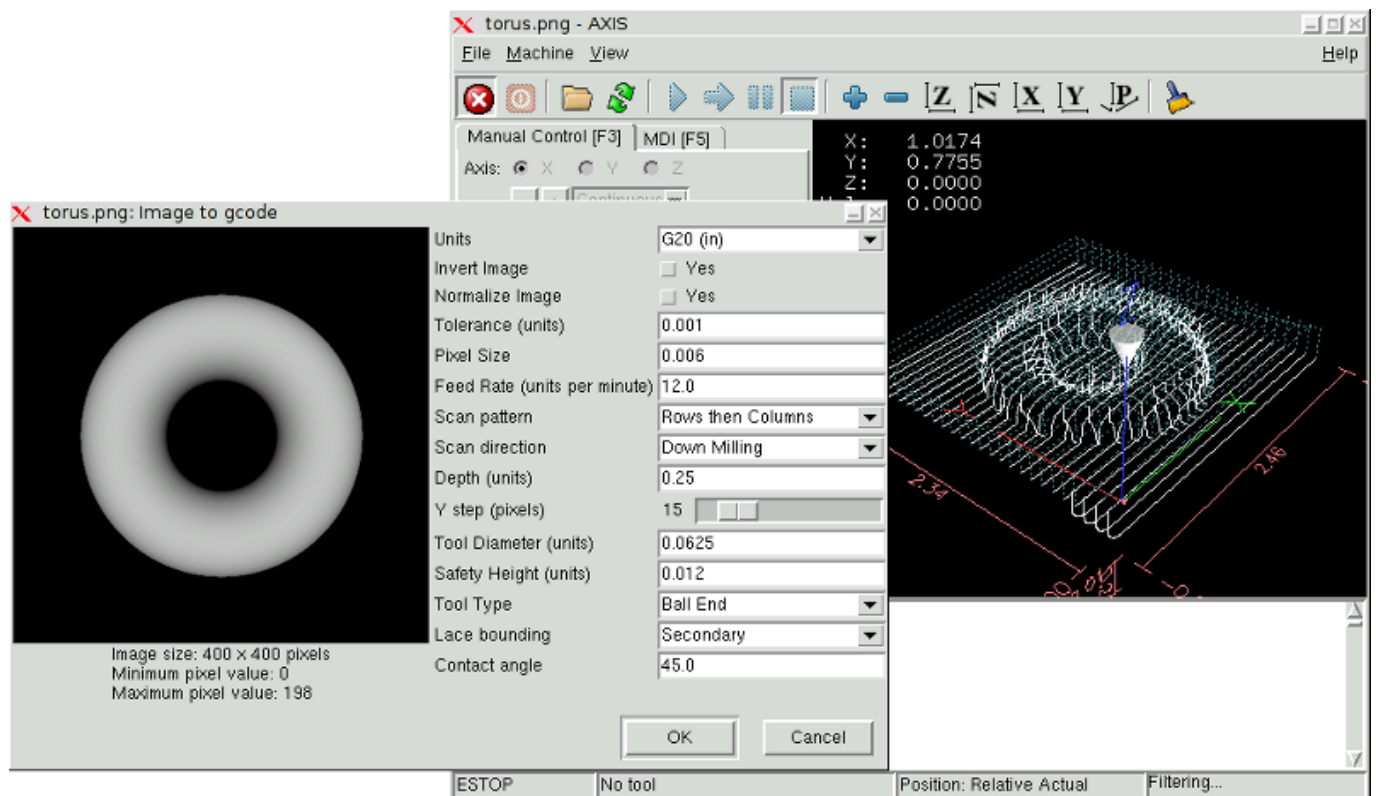 torus.png - AXIS
File Machine View Help
Z N X Y P
Manual Control [F3] MDI [F5]
Axis: X Y Z
Continuous
X: 1.0174
Y: 0.7755
Z: 0.0000
0.0000
torus.png: Image to gcode
Units G20 (in)
Invert Image Yes
Normalize Image Yes
Tolerance (units) 0.001
Pixel Size 0.006
Feed Rate (units per minute) 12.0
Scan pattern Rows then Columns
Scan direction Down Milling
Depth (units) 0.25
Y step (pixels) 15
Tool Diameter (units) 0.0625
Safety Height (units) 0.012
Tool Type Ball End
Lace bounding Secondary
Contact angle 45.0
Image size: 400 x 400 pixels
Minimum pixel value: 0
Maximum pixel value: 198
OK Cancel
X
2.34
2.46
ESTOP No tool Position: Relative Actual Filtering...